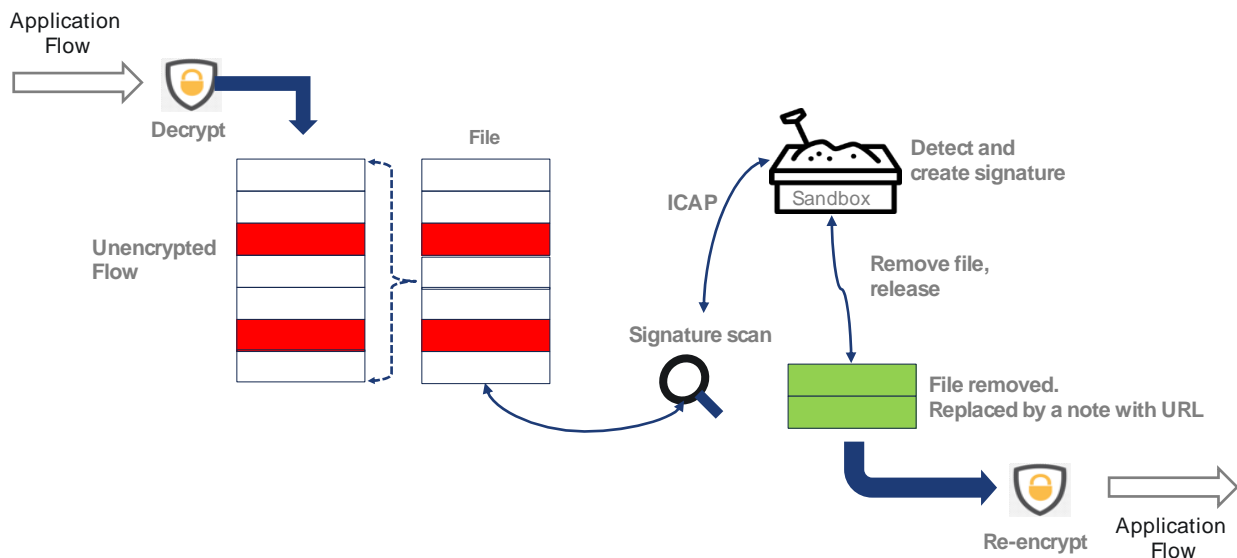 Application
Flow
Decrypt
File
Unencrypted
Flow
ICAP
Sandbox
Detect and
create signature
Remove file,
release
Signature scan
File removed.
Replaced by a note with URL
Re-encrypt
Application
Flow